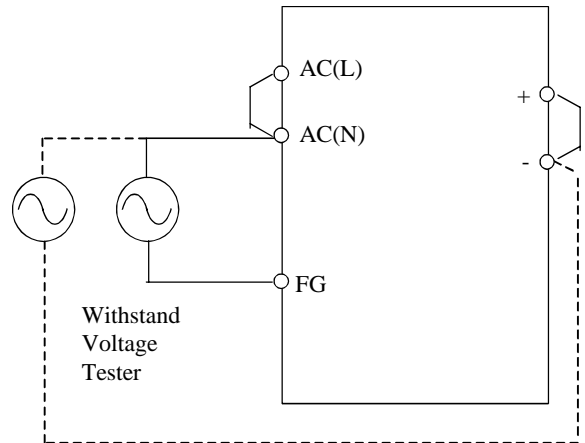 AC(L)
+
AC(N)
-
FG
Withstand
Voltage
Tester